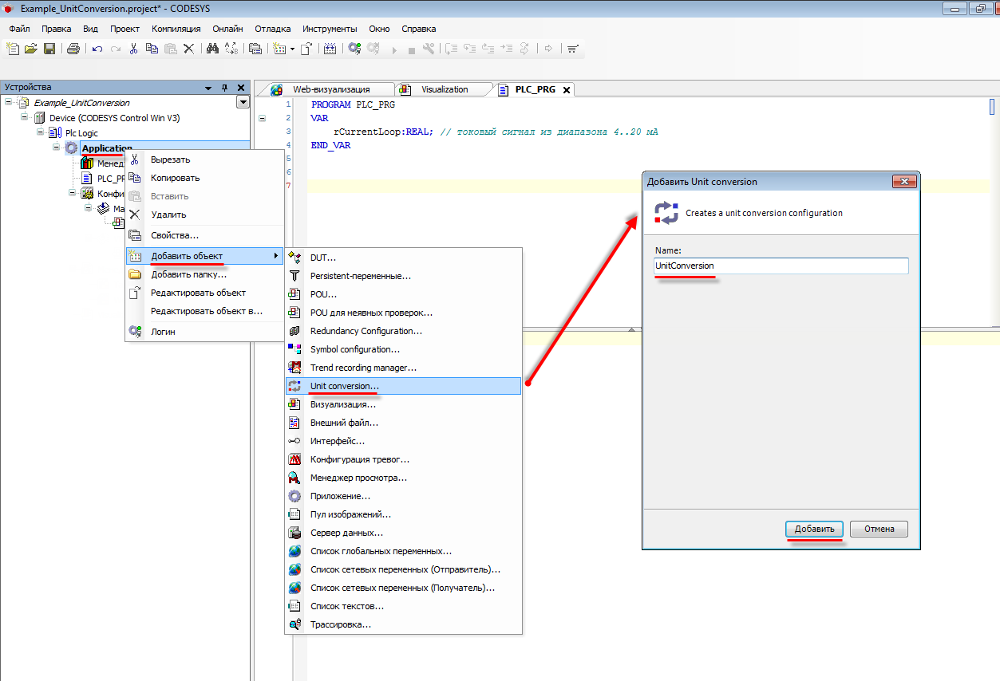 Example_UnitConversion.project* - CODESYS
Файл Правка Вид Проект Компиляция Онлайн Отладка Инструменты Окно Справка
Устройства
Example_UnitConversion
Device (CODESYS Control Win V3)
Plc Logic
Application
Менед
PLC_PR
Конфи
Ма
Вырезать
Копировать
Вставить
Удалить
Свойства...
Добавить объект
Добавить папку...
Редактировать объект
Редактировать объект в...
Логин
DUT...
Persistent-переменные...
POU...
POU для неявных проверок...
Redundancy Configuration...
Symbol configuration...
Trend recording manager...
Unit conversion...
Визуализация...
Внешний файл...
Интерфейс...
Конфигурация тревог...
Менеджер просмотра...
Приложение...
Пул изображений...
Сервер данных...
Список глобальных переменных...
Список сетевых переменных (Отправитель)...
Список сетевых переменных (Получатель)...
Список текстов...
Трассировка...
Web-визуализация Visualization PLC_PRG
1 PROGRAM PLC_PRG
2 VAR
3 rCurrentLoop:REAL; // токовый сигнал из диапазона 4..20 мА
4 END_VAR
5
6
7
Добавить Unit conversion
Creates a unit conversion configuration
Name:
UnitConversion
Добавить Отмена